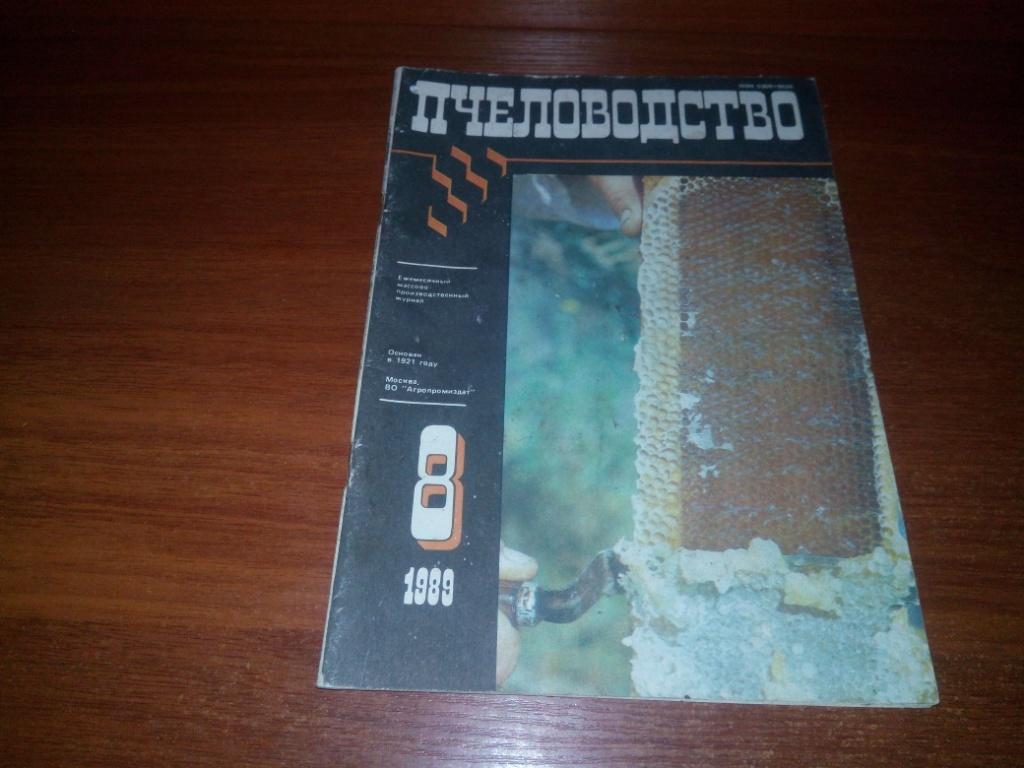 ПЧЕЛОВОДСТВО
Ежемесячный
массово-
производственный
журнал
Основан
в 1921 году
Москва,
ВО "Агропромиздат"
8
1989